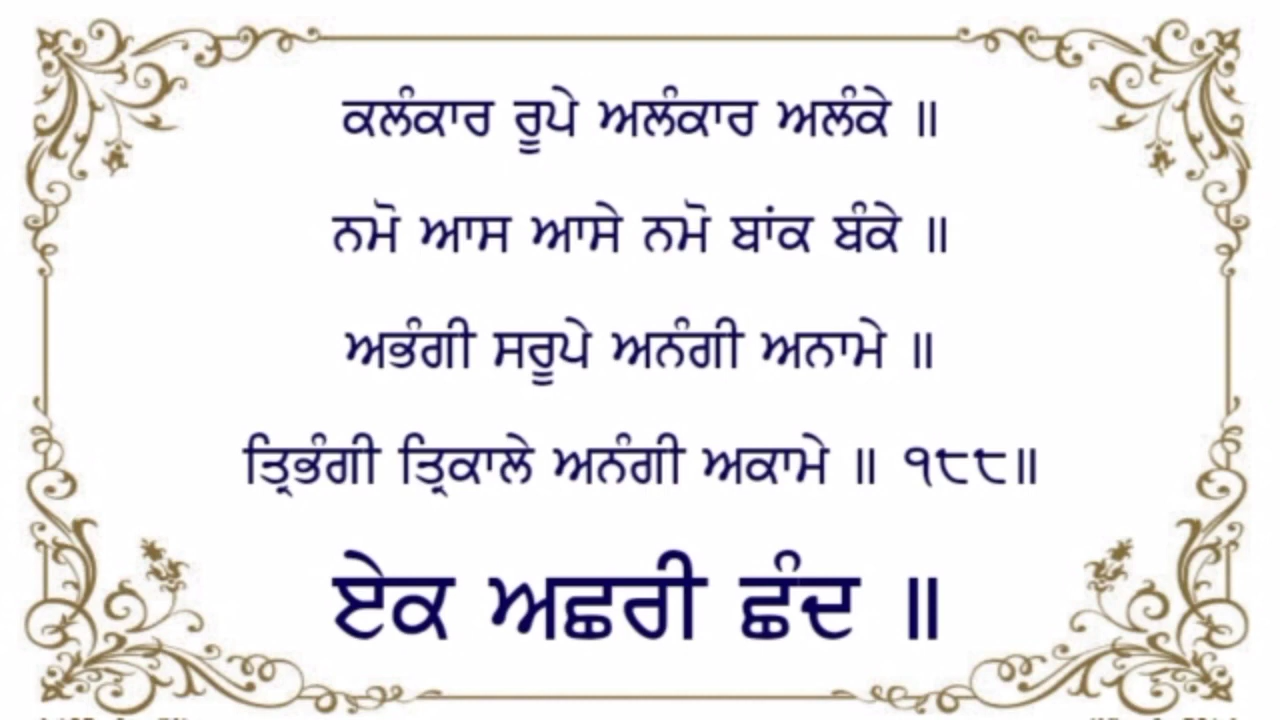 ਕਲੰਕਾਰ ਰੂਪੇ ਅਲੰਕਾਰ ਅਲੰਕੇ ॥
ਨਮੋ ਆਸ ਆਸੇ ਨਮੋ ਬਾਂਕ ਬੰਕੇ ॥
ਅਭੰਗੀ ਸਰੂਪੇ ਅਨੰਗੀ ਅਨਾਮੇ ॥
ਤ੍ਰਿਭੰਗੀ ਤ੍ਰਿਕਾਲੇ ਅਨੰਗੀ ਅਕਾਮੇ ॥ ੧੮੮॥
ਏਕ ਅਛਰੀ ਛੰਦ ॥